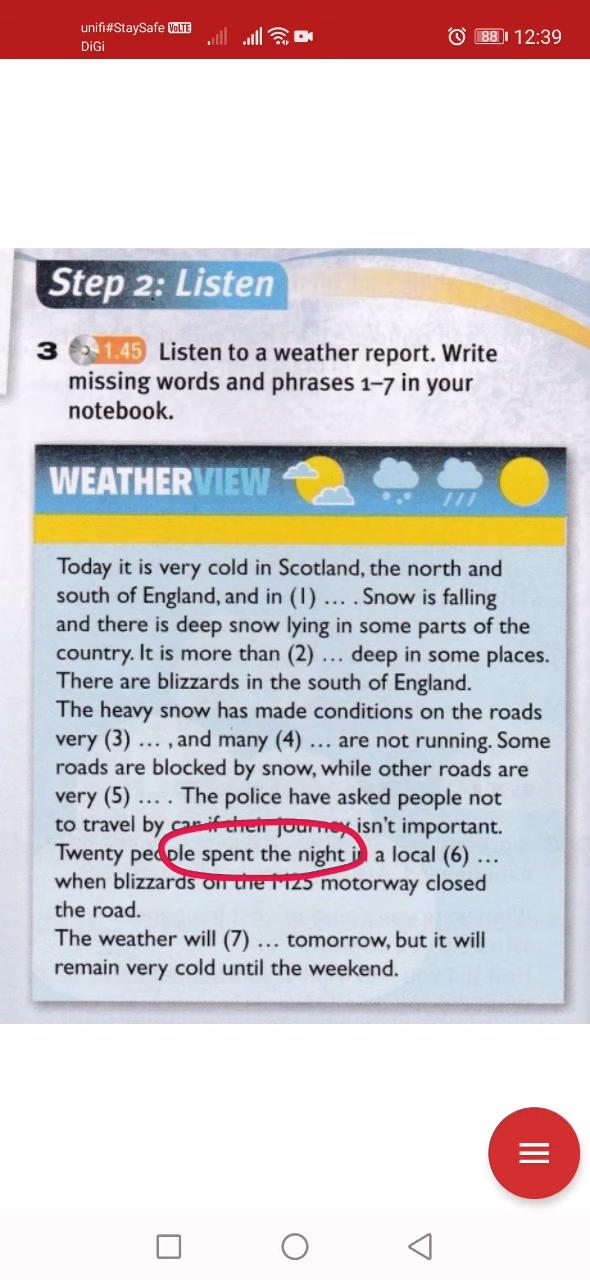 unifi#StaySafe VoLTE
DiGi
88 12:39
Step 2: Listen
3 1.45 Listen to a weather report. Write
missing words and phrases 1–7 in your
notebook.
WEATHERVIEW
Today it is very cold in Scotland, the north and
south of England, and in (1) ... . Snow is falling
and there is deep snow lying in some parts of the
country. It is more than (2) ... deep in some places.
There are blizzards in the south of England.
The heavy snow has made conditions on the roads
very (3) ... , and many (4) ... are not running. Some
roads are blocked by snow, while other roads are
very (5) ... . The police have asked people not
to travel by car if their journey isn't important.
Twenty people spent the night in a local (6) ...
when blizzards on the M25 motorway closed
the road.
The weather will (7) ... tomorrow, but it will
remain very cold until the weekend.